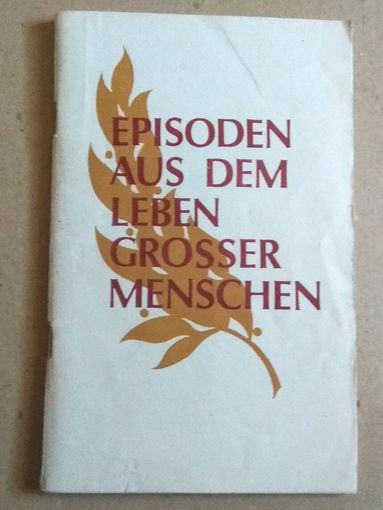 EPISODEN
AUS DEM
LEBEN
GROSSER
MENSCHEN